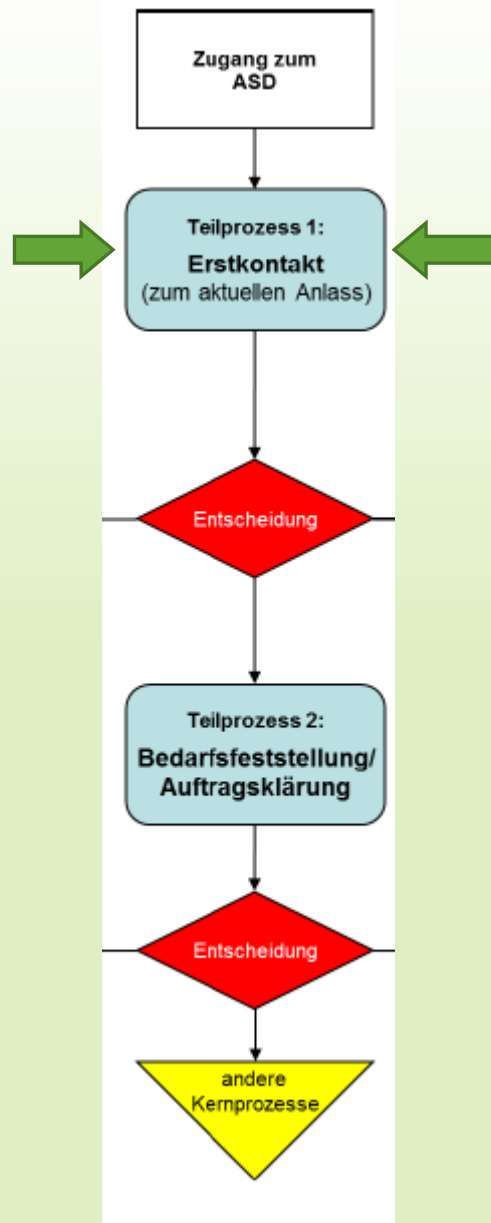 Zugang zum
ASD
Teilprozess 1:
Erstkontakt
(zum aktuellen Anlass)
Entscheidung
Teilprozess 2:
Bedarfsfeststellung/
Auftragsklärung
Entscheidung
andere
Kernprozesse